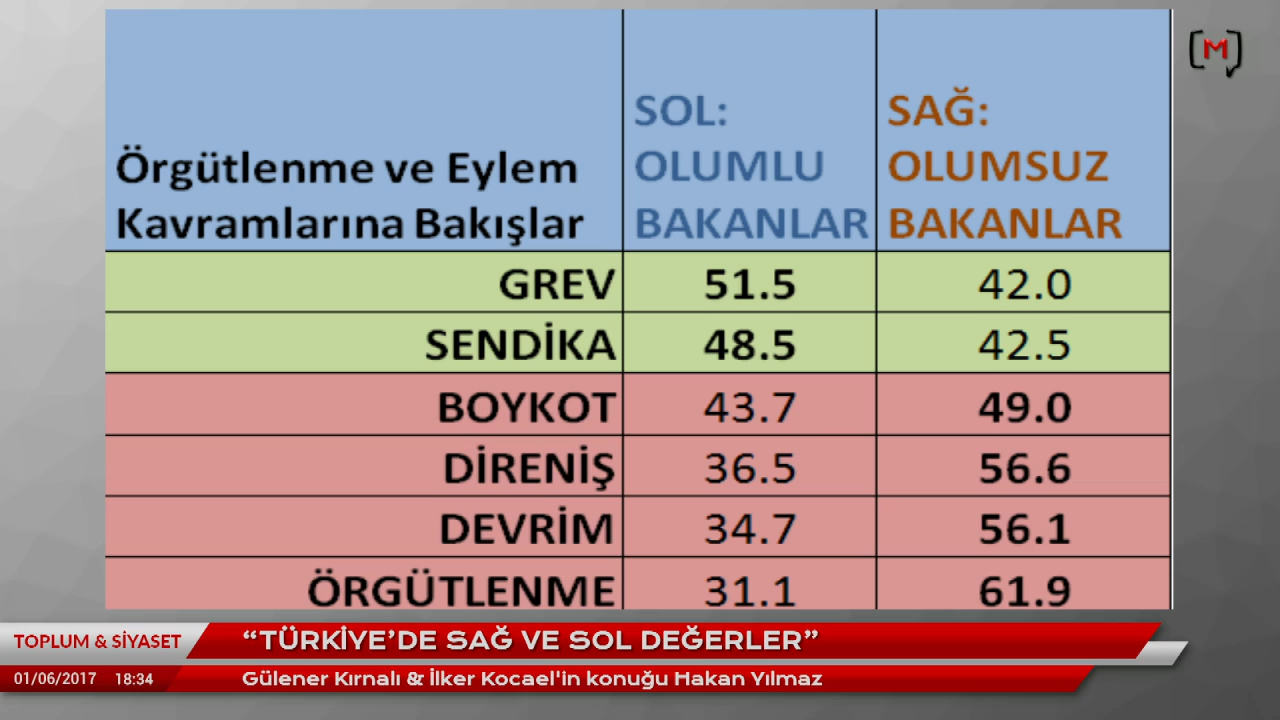 Örgütlenme ve Eylem
Kavramlarına Bakışlar
SOL:
OLUMLU
BAKANLAR
SAĞ:
OLUMSUZ
BAKANLAR
GREV 51.5 42.0
SENDİKA 48.5 42.5
BOYKOT 43.7 49.0
DİRENİŞ 36.5 56.6
DEVRİM 34.7 56.1
ÖRGÜTLENME 31.1 61.9
M
TOPLUM & SİYASET
“TÜRKİYE’DE SAĞ VE SOL DEĞERLER”
01/06/2017 18:34
Gülener Kırnalı & İlker Kocael'in konuğu Hakan Yılmaz